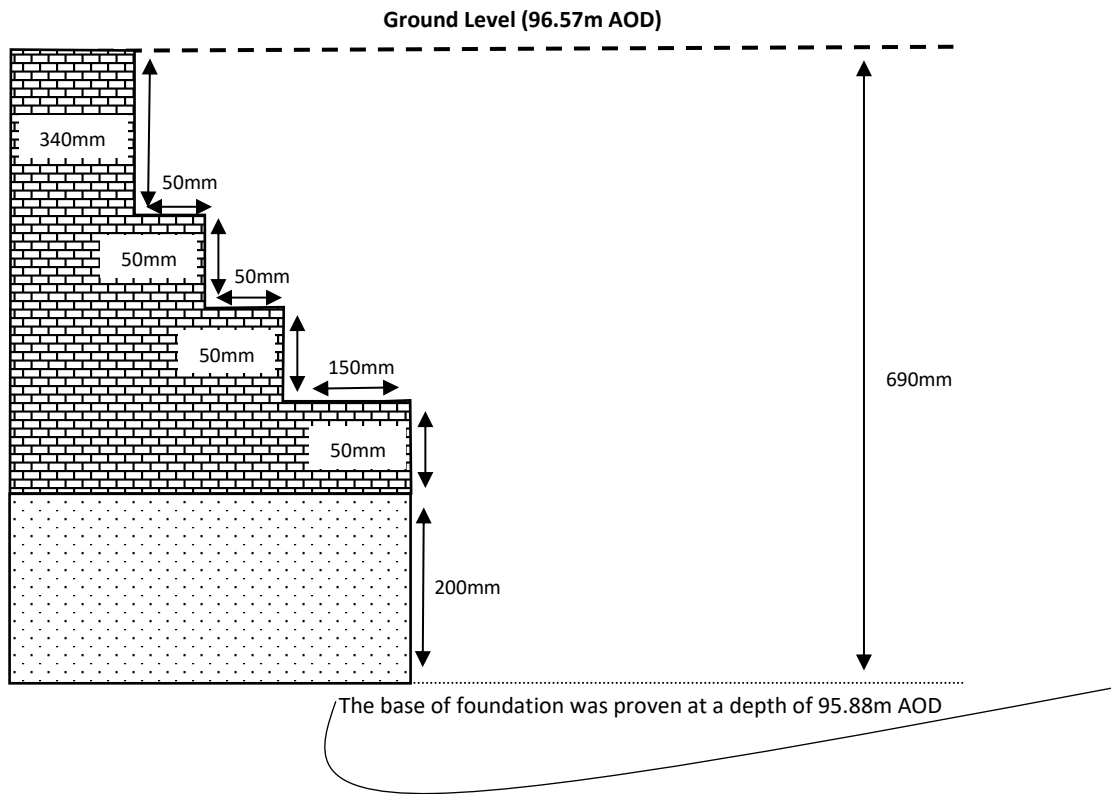 Ground Level (96.57m AOD)
340mm
50mm
50mm
50mm
50mm
150mm
690mm
50mm
200mm
The base of foundation was proven at a depth of 95.88m AOD